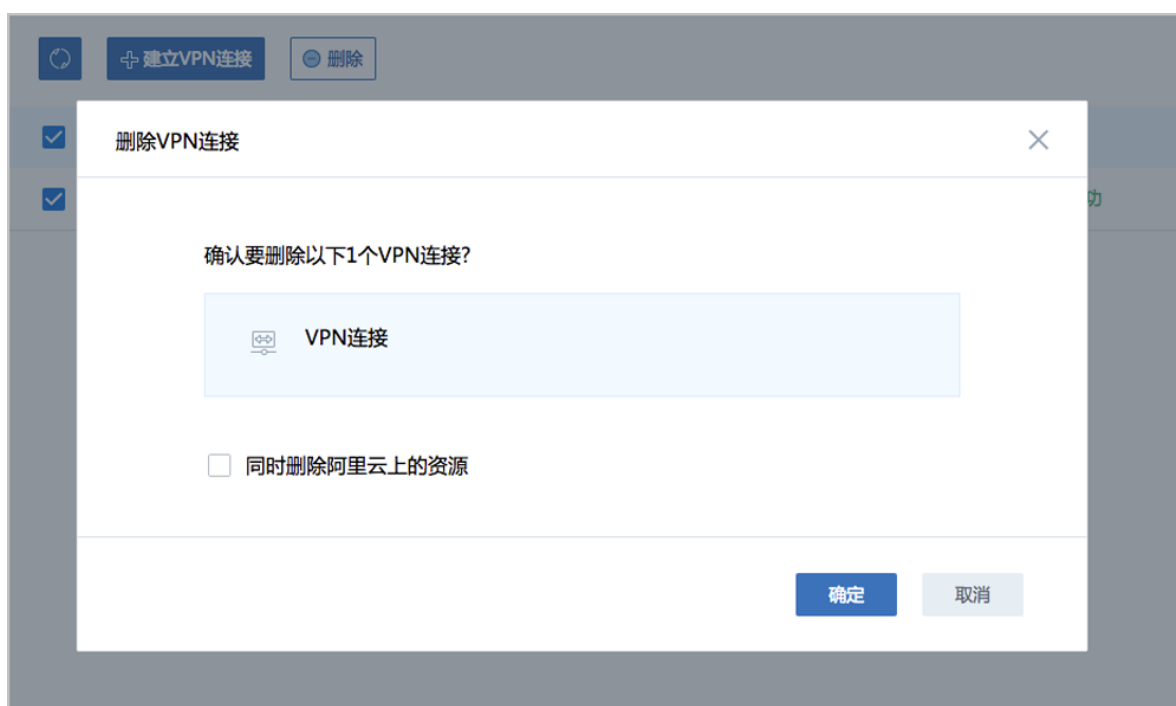 建立VPN连接
删除
删除VPN连接
功
确认要删除以下1个VPN连接?
VPN连接
同时删除阿里云上的资源
确定
取消